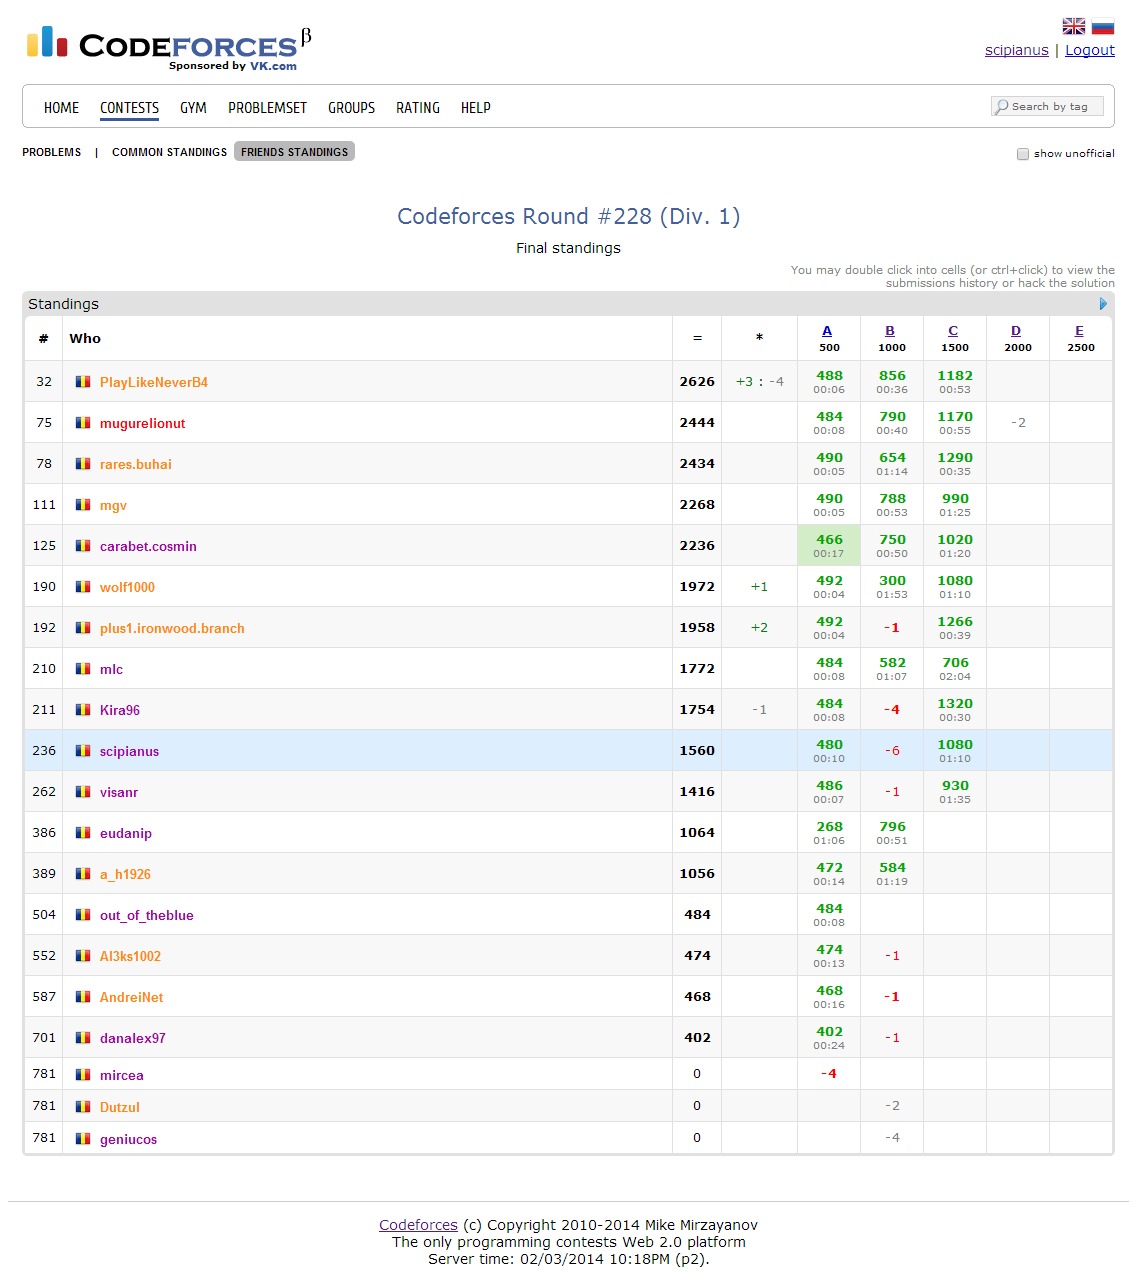 CODEFORCES β
Sponsored by VK.com
scipianus | Logout
HOME CONTESTS GYM PROBLEMSET GROUPS RATING HELP
Search by tag
PROBLEMS | COMMON STANDINGS FRIENDS STANDINGS
show unofficial
Codeforces Round #228 (Div. 1)
Final standings
You may double click into cells (or ctrl+click) to view the
submissions history or hack the solution
Standings
# Who = * A B C D E
500 1000 1500 2000 2500
32 PlayLikeNeverB4 2626 +3 : -4 488 856 1182
00:06 00:36 00:53
75 mugurelionut 2444 484 790 1170 -2
00:08 00:40 00:55
78 rares.buhai 2434 490 654 1290
00:05 01:14 00:35
111 mgv 2268 490 788 990
00:05 00:53 01:25
125 carabet.cosmin 2236 466 750 1020
00:17 00:50 01:20
190 wolf1000 1972 +1 492 300 1080
00:04 01:53 01:10
192 plus1.ironwood.branch 1958 +2 492 -1 1266
00:04 00:39
210 mlc 1772 484 582 706
00:08 01:07 02:04
211 Kira96 1754 -1 484 -4 1320
00:08 00:30
236 scipianus 1560 480 -6 1080
00:10 01:10
262 visanr 1416 486 -1 930
00:07 01:35
386 eudanip 1064 268 796
01:06 00:51
389 a_h1926 1056 472 584
00:14 01:19
504 out_of_theblue 484 484
00:08
552 Al3ks1002 474 474 -1
00:13
587 AndreiNet 468 468 -1
00:16
701 danalex97 402 402 -1
00:24
781 mircea 0 -4
781 Dutzul 0 -2
781 geniucos 0 -4
Codeforces (c) Copyright 2010-2014 Mike Mirzayanov
The only programming contests Web 2.0 platform
Server time: 02/03/2014 10:18PM (p2).